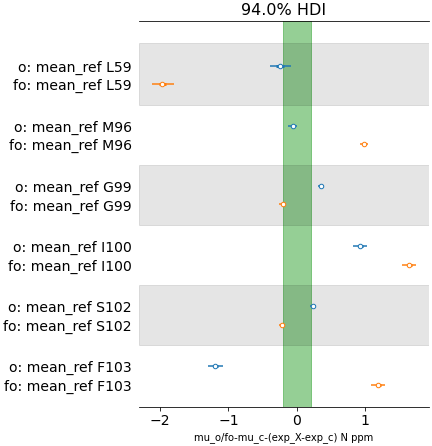 94.0% HDI
o: mean_ref L59
fo: mean_ref L59
o: mean_ref M96
fo: mean_ref M96
o: mean_ref G99
fo: mean_ref G99
o: mean_ref I100
fo: mean_ref I100
o: mean_ref S102
fo: mean_ref S102
o: mean_ref F103
fo: mean_ref F103
−2 −1 0 1
mu_o/fo-mu_c-(exp_X-exp_c) N ppm